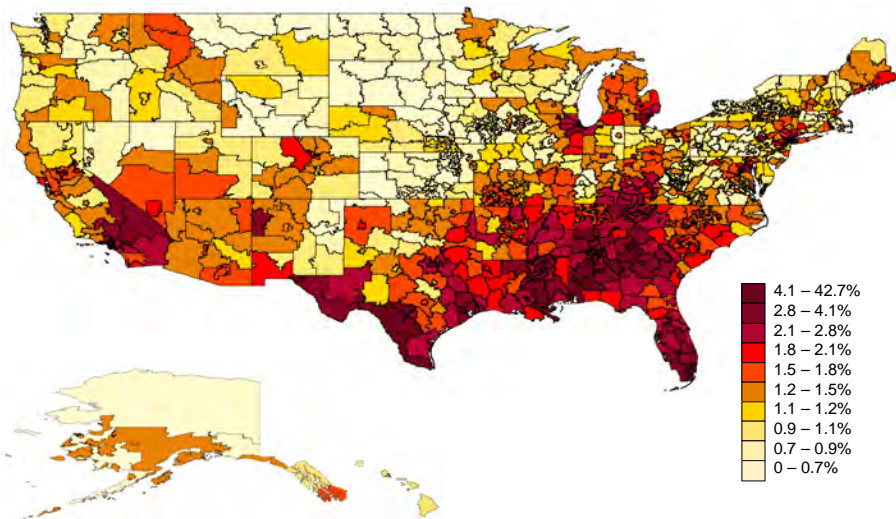 4.1 – 42.7%
2.8 – 4.1%
2.1 – 2.8%
1.8 – 2.1%
1.5 – 1.8%
1.2 – 1.5%
1.1 – 1.2%
0.9 – 1.1%
0.7 – 0.9%
0 – 0.7%